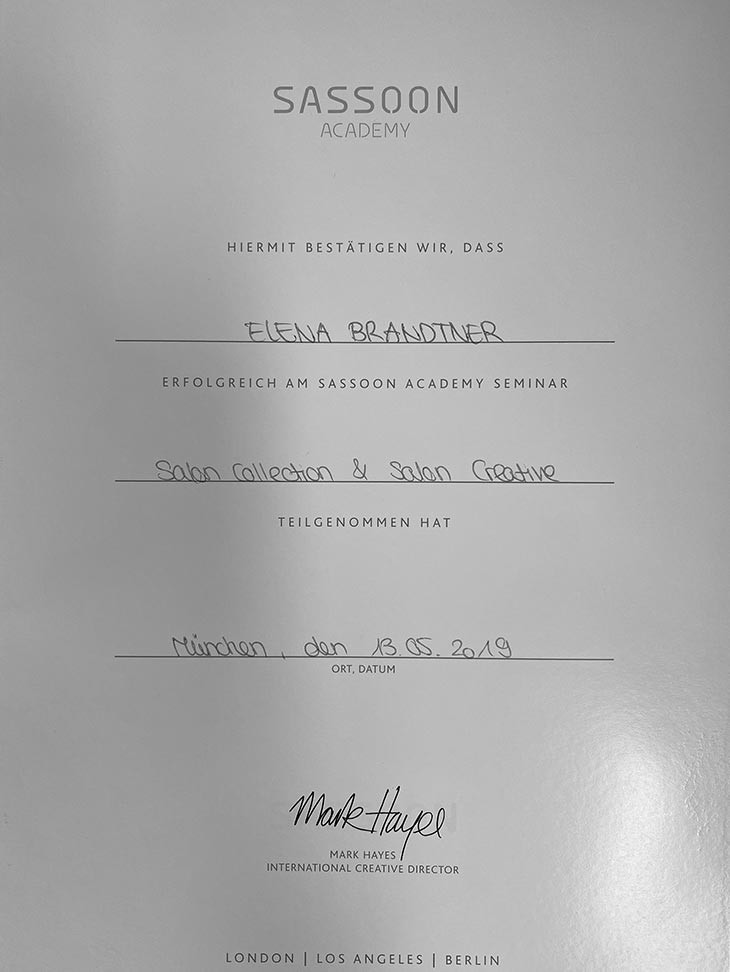 SASSOON
ACADEMY
HIERMIT BESTÄTIGEN WIR, DASS
ELENA BRANDTNER
ERFOLGREICH AM SASSOON ACADEMY SEMINAR
Salon Collection & Salon Creative
TEILGENOMMEN HAT
München, den 13.05.2019
ORT, DATUM
Mark Hayes
MARK HAYES
INTERNATIONAL CREATIVE DIRECTOR
LONDON | LOS ANGELES | BERLIN